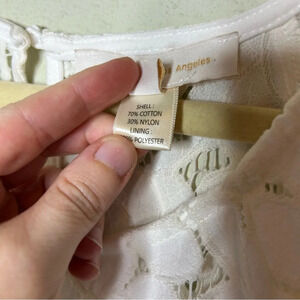 Angeles
SHELL:
70% COTTON
30% NYLON
LINING:
% POLYESTER